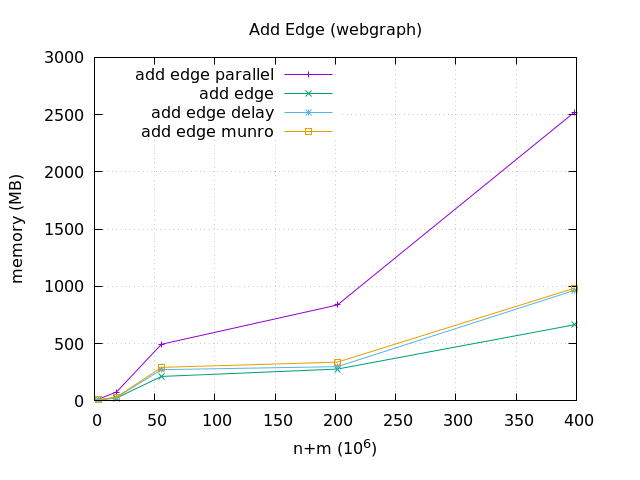 Add Edge (webgraph)
3000
2500
2000
1500
1000
500
0
memory (MB)
add edge parallel
add edge
add edge delay
add edge munro
0 50 100 150 200 250 300 350 400
n+m (10⁶)